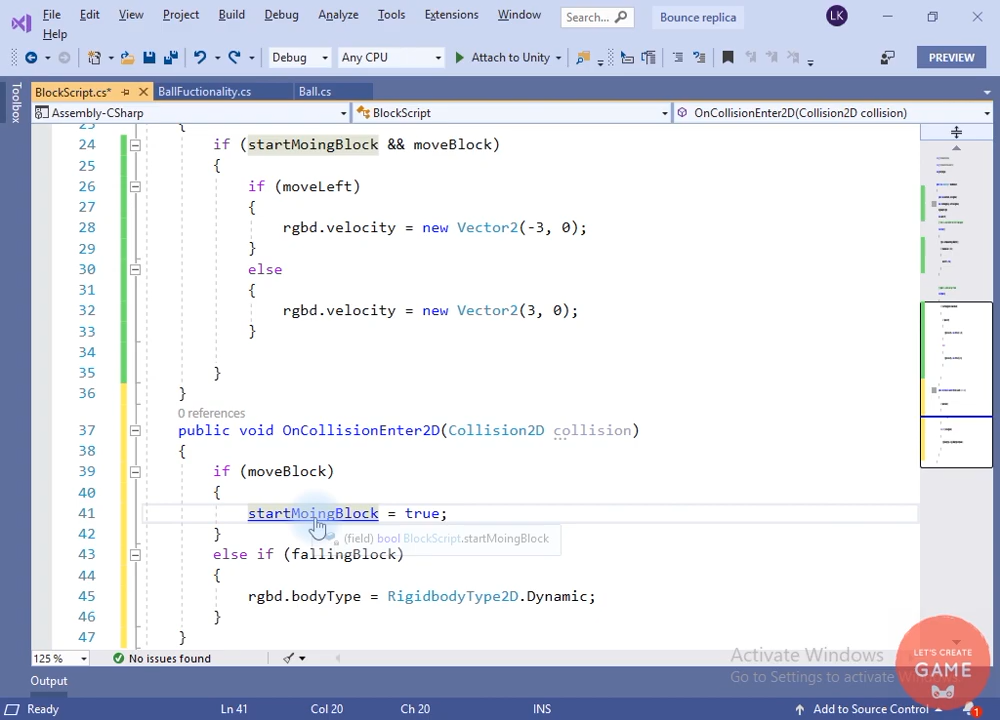 File Edit View Project Build Debug Analyze Tools Extensions Window Search... Bounce replica LK
Help
Debug Any CPU Attach to Unity PREVIEW
Toolbox
BlockScript.cs* BallFuctionality.cs Ball.cs
Assembly-CSharp BlockScript OnCollisionEnter2D(Collision2D collision)
23 {
24 if (startMoingBlock && moveBlock)
25 {
26 if (moveLeft)
27 {
28 rgbd.velocity = new Vector2(-3, 0);
29 }
30 else
31 {
32 rgbd.velocity = new Vector2(3, 0);
33 }
34
35 }
36 }
0 references
37 public void OnCollisionEnter2D(Collision2D collision)
38 {
39 if (moveBlock)
40 {
41 startMoingBlock = true;
42 }
(field) bool BlockScript.startMoingBlock
43 else if (fallingBlock)
44 {
45 rgbd.bodyType = RigidbodyType2D.Dynamic;
46 }
47 }
125 % No issues found
Activate Windows
Go to Settings to activate
LET'S CREATE
GAME
Output
Ready Ln 41 Col 20 Ch 20 INS Add to Source Control 1